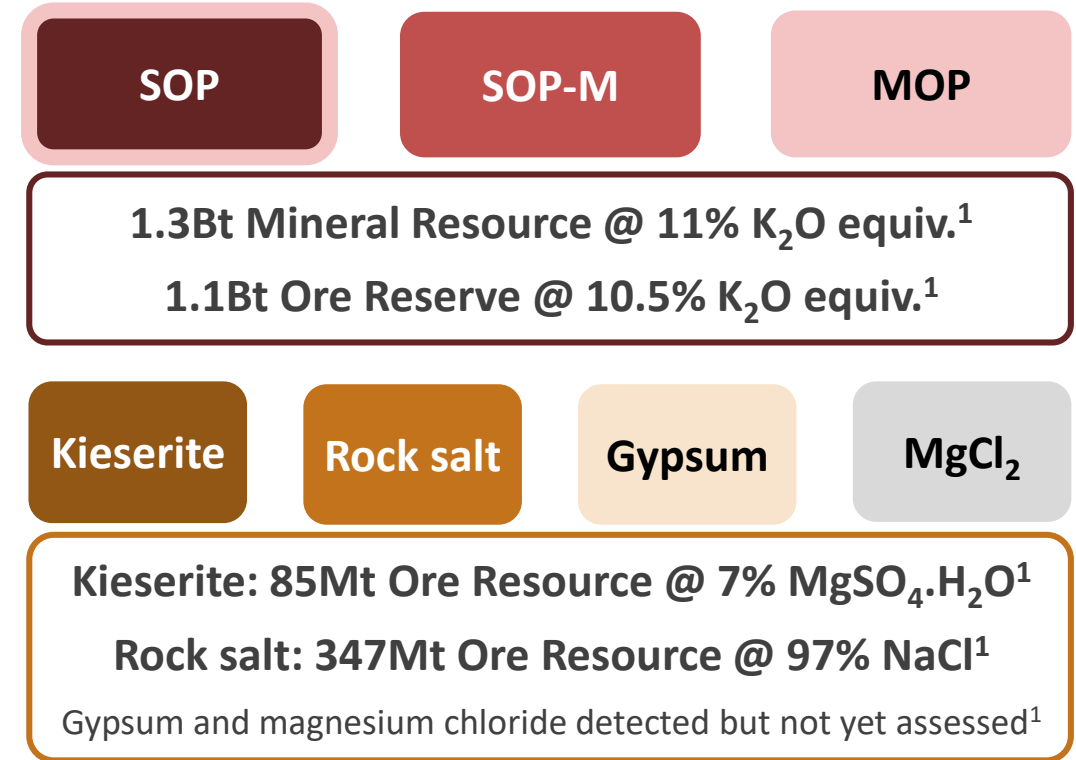 SOP SOP-M MOP
1.3Bt Mineral Resource @ 11% K₂O equiv.¹
1.1Bt Ore Reserve @ 10.5% K₂O equiv.¹
Kieserite Rock salt Gypsum MgCl₂
Kieserite: 85Mt Ore Resource @ 7% MgSO₄.H₂O¹
Rock salt: 347Mt Ore Resource @ 97% NaCl¹
Gypsum and magnesium chloride detected but not yet assessed¹